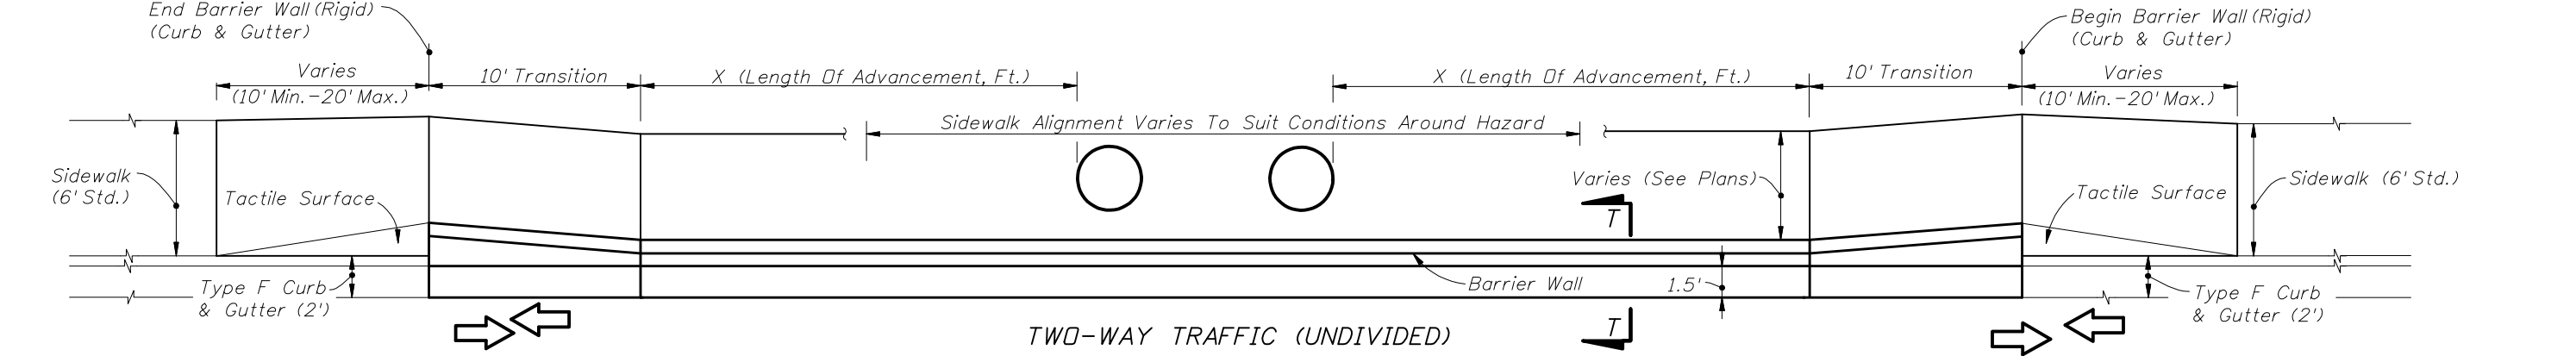 End Barrier Wall (Rigid)
(Curb & Gutter)
Begin Barrier Wall (Rigid)
(Curb & Gutter)
Varies
(10' Min.-20' Max.)
10' Transition
X (Length Of Advancement, Ft.)
X (Length Of Advancement, Ft.)
10' Transition
Varies
(10' Min.-20' Max.)
Sidewalk Alignment Varies To Suit Conditions Around Hazard
Sidewalk
(6' Std.)
Tactile Surface
Varies (See Plans)
Tactile Surface
Sidewalk (6' Std.)
T
Type F Curb
& Gutter (2')
Barrier Wall
1.5'
Type F Curb
& Gutter (2')
TWO-WAY TRAFFIC (UNDIVIDED)
T